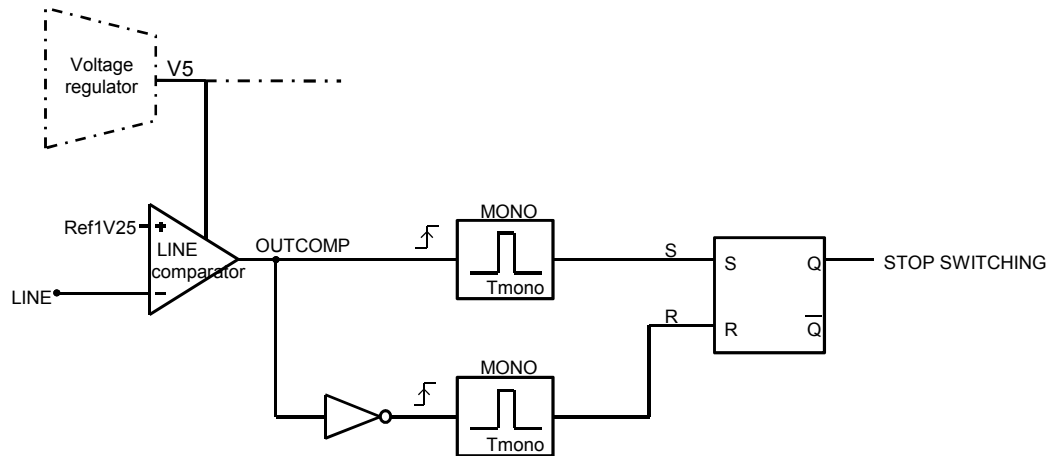 Voltage
regulator
V5
Ref1V25
+
LINE
comparator
LINE
−
OUTCOMP
MONO
Tmono
S
S
Q
STOP SWITCHING
R
R
Q
MONO
Tmono